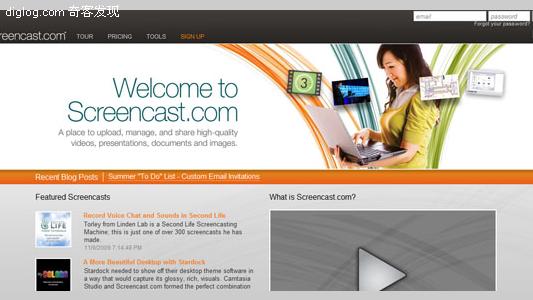 diglog.com 奇客发现
email
password
Forgot your password?
reencast.com
TOUR
PRICING
TOOLS
SIGN UP
Welcome to
Screencast.com
A place to upload, manage, and share high-quality
videos, presentations, documents and images.
3
Recent Blog Posts
Summer "To Do" List - Custom Email Invitations
Featured Screencasts
What is Screencast.com?
Record Voice Chat and Sounds in Second Life
Torley from Linden Lab is a Second Life Screencasting
Machine; this is just one of over 300 screencasts he has
made.
11/9/2009 7:14:48 PM
LIFE
A More Beautiful Desktop with Stardock
Stardock needed to show off their desktop theme software in
a way that would capture its glossy, rich, visuals. Camtasia
Studio and Screencast.com formed the perfect combination